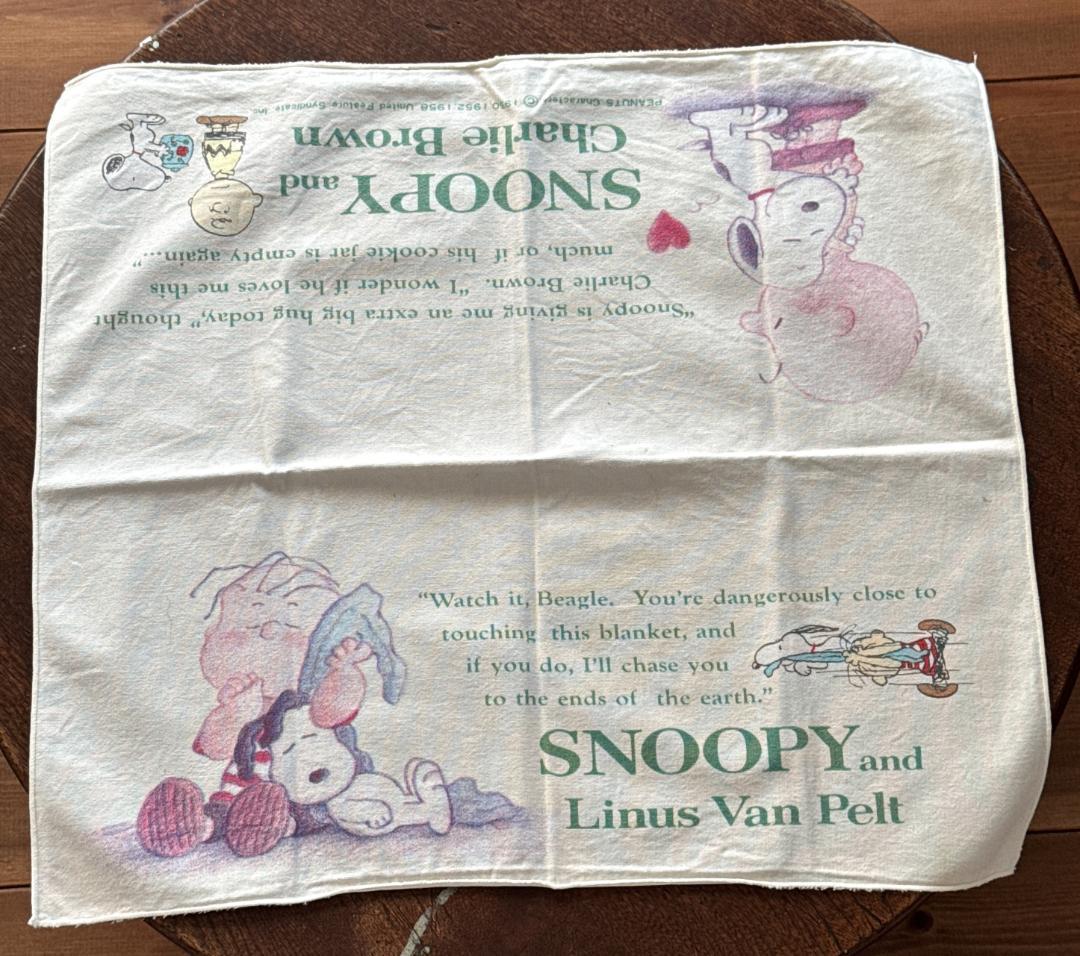 "Snoopy is giving me an extra big hug today," thought
Charlie Brown. "I wonder if he loves me this
much, or if his cookie jar is empty again..."
SNOOPY and
Charlie Brown
PEANUTS Characters © 1950, 1952, 1958 United Feature Syndicate, Inc.
"Watch it, Beagle. You're dangerously close to
touching this blanket, and
if you do, I'll chase you
to the ends of the earth."
SNOOPY and
Linus Van Pelt